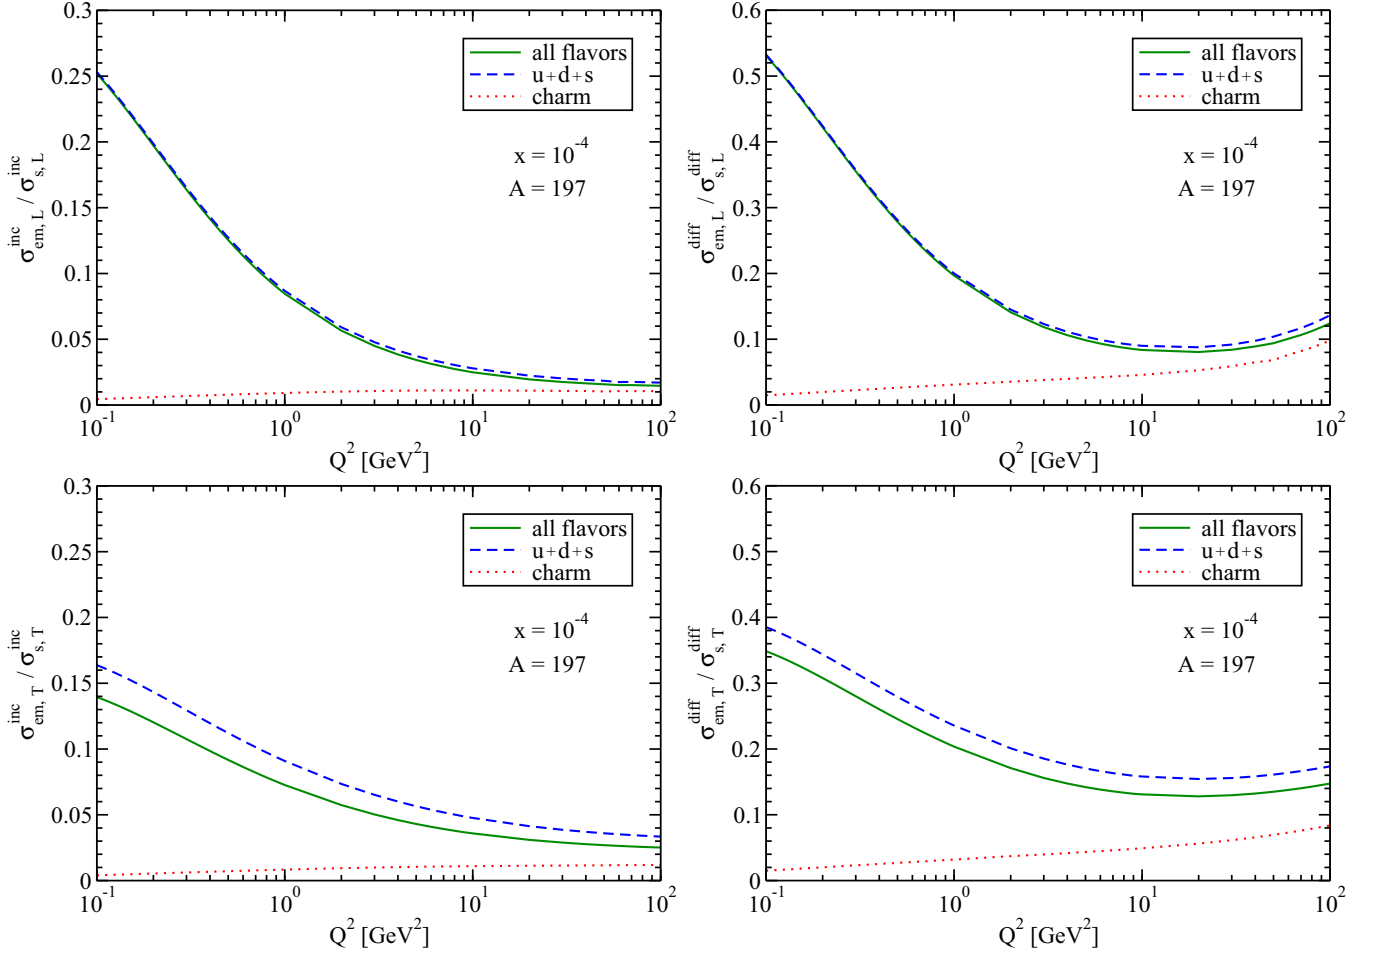 0.3
0.25
0.2
0.15
0.1
0.05
0
σ^inc_em, L / σ^inc_s, L
all flavors
u+d+s
charm
x = 10^-4
A = 197
10^-1 10^0 10^1 10^2
Q^2 [GeV^2]
0.6
0.5
0.4
0.3
0.2
0.1
0
σ^diff_em, L / σ^diff_s, L
all flavors
u+d+s
charm
x = 10^-4
A = 197
10^-1 10^0 10^1 10^2
Q^2 [GeV^2]
0.3
0.25
0.2
0.15
0.1
0.05
0
σ^inc_em, T / σ^inc_s, T
all flavors
u+d+s
charm
x = 10^-4
A = 197
10^-1 10^0 10^1 10^2
Q^2 [GeV^2]
0.6
0.5
0.4
0.3
0.2
0.1
0
σ^diff_em, T / σ^diff_s, T
all flavors
u+d+s
charm
x = 10^-4
A = 197
10^-1 10^0 10^1 10^2
Q^2 [GeV^2]